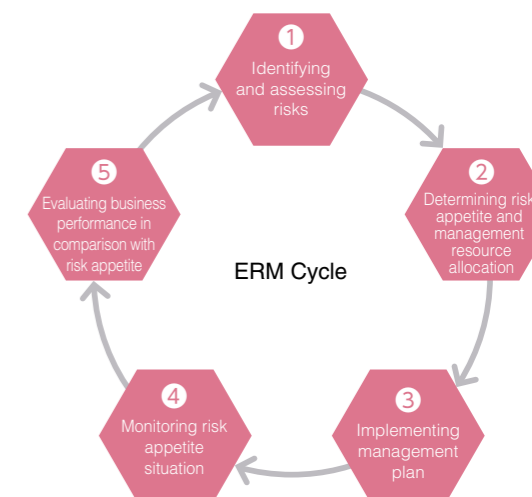 1
Identifying
and assessing
risks
2
Determining risk
appetite and
management
resource
allocation
3
Implementing
management
plan
4
Monitoring risk
appetite
situation
5
Evaluating business
performance in
comparison with
risk appetite
ERM Cycle